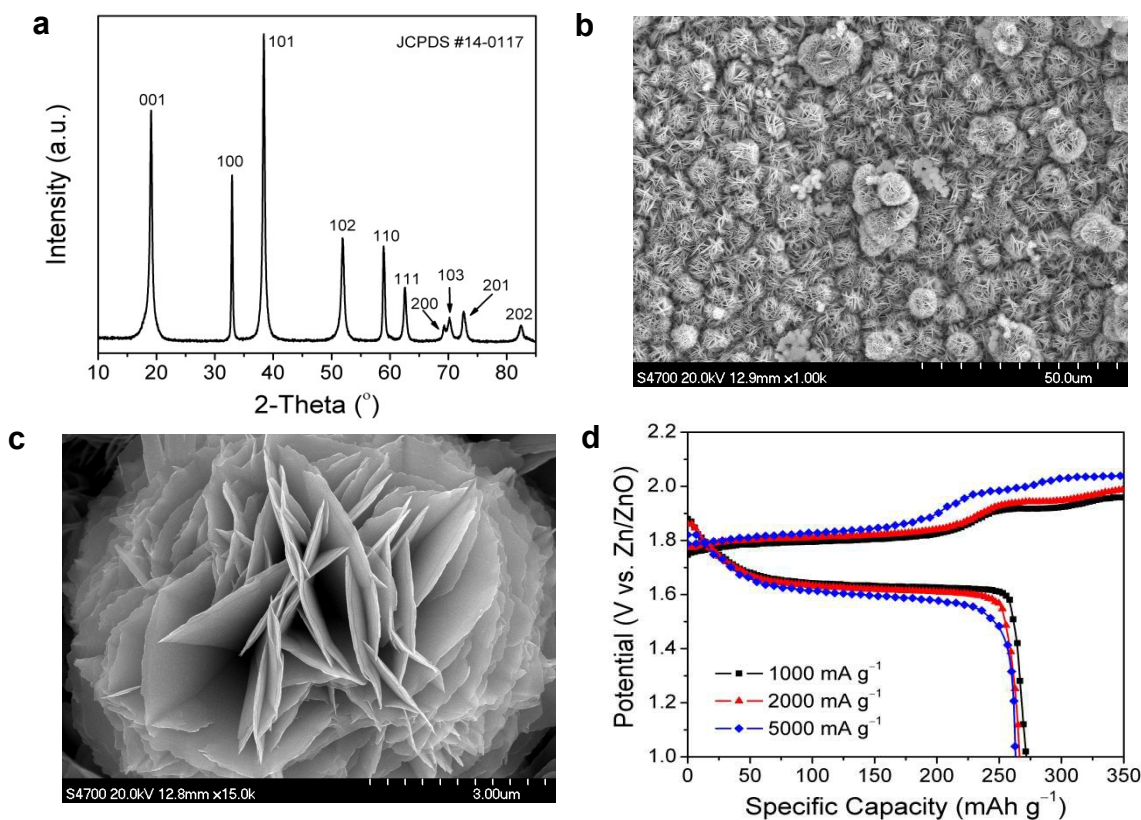 a
JCPDS #14-0117
001
100
101
102
110
111
200
103
201
202
Intensity (a.u.)
10 20 30 40 50 60 70 80
2-Theta (°)
b
S4700 20.0kV 12.9mm x1.00k 50.0um
c
S4700 20.0kV 12.8mm x15.0k 3.00um
d
2.2
2.0
1.8
1.6
1.4
1.2
1.0
Potential (V vs. Zn/ZnO)
1000 mA g⁻¹
2000 mA g⁻¹
5000 mA g⁻¹
0 50 100 150 200 250 300 350
Specific Capacity (mAh g⁻¹)